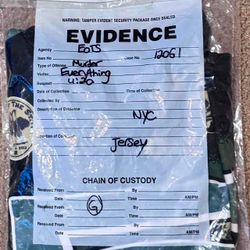 WARNING: TAMPER EVIDENT SECURITY PACKAGE ONCE SEALED.
EVIDENCE
Agency EOTS
Item No. Case No. 12051
Type of Offense Murder
Victim Everything
4:20
Date of Collection Time of Collection
Collected By
Description of Evidence
NYC
Location of
Jersey
CHAIN OF CUSTODY
Received From By
Date Time AM/PM
Received From G By
Date Time AM/PM
Received From By
Date Time AM/PM